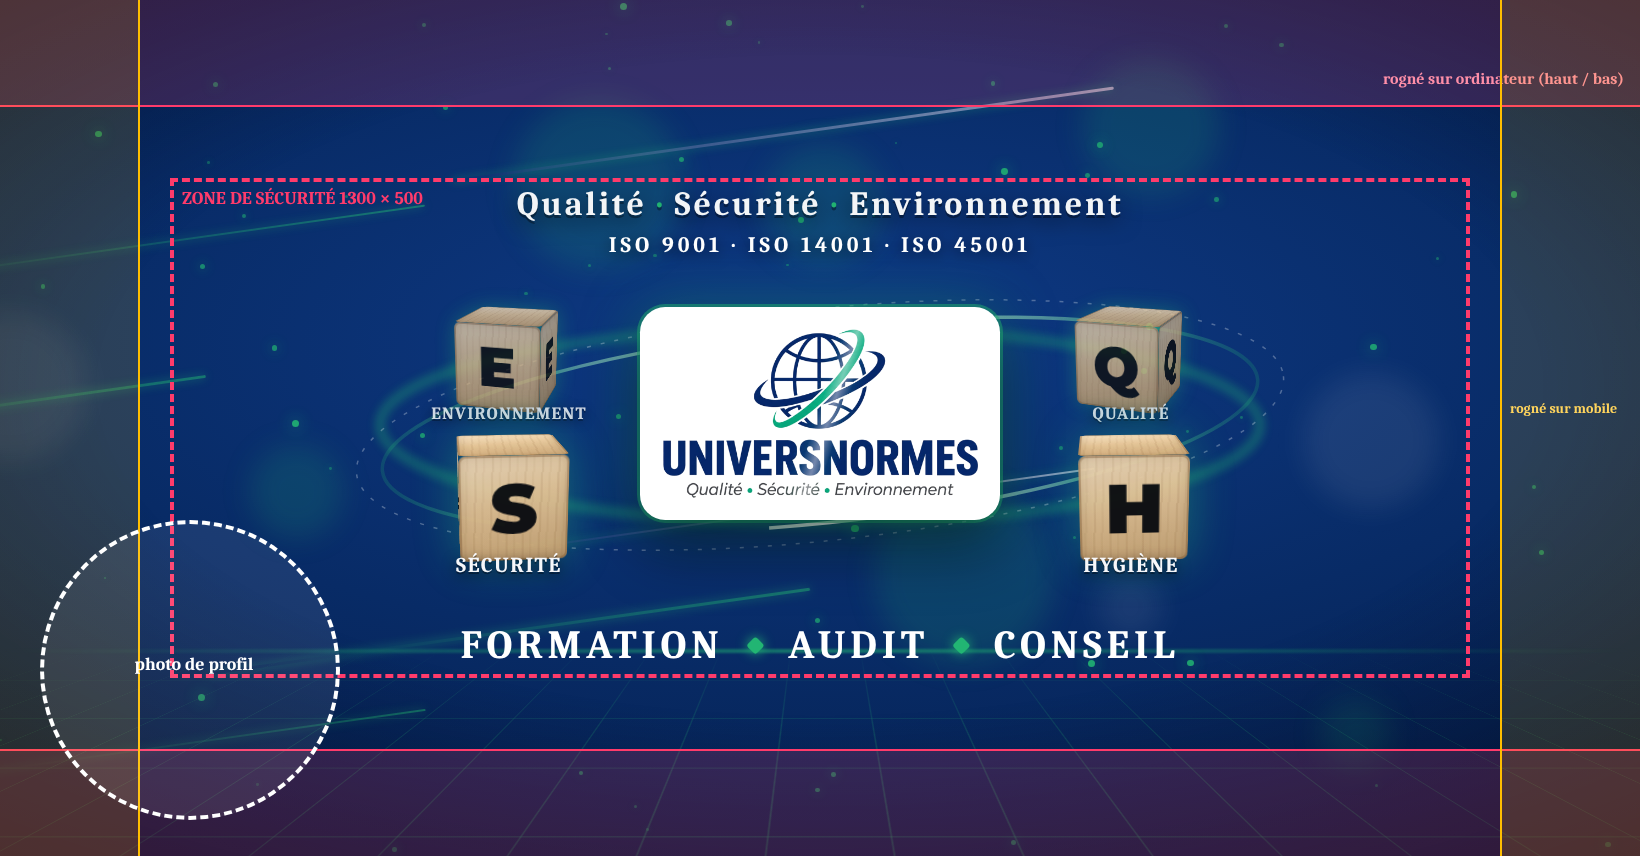 rogné sur ordinateur (haut / bas)
ZONE DE SÉCURITÉ 1300 × 500
Qualité · Sécurité · Environnement
ISO 9001 · ISO 14001 · ISO 45001
E E
ENVIRONNEMENT
Q Q
QUALITÉ
UNIVERSNORMES
Qualité • Sécurité • Environnement
rogné sur mobile
S
SÉCURITÉ
H
HYGIÈNE
FORMATION ◆ AUDIT ◆ CONSEIL
photo de profil